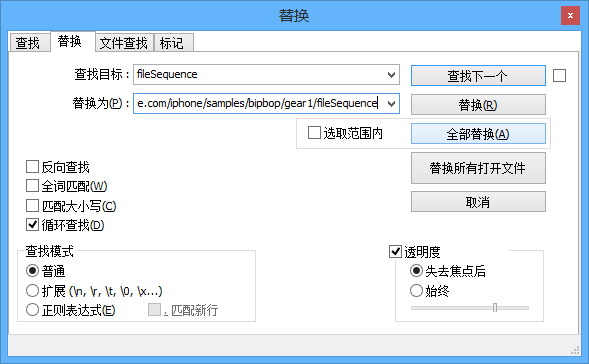 替换
x
查找 替换 文件查找 标记
查找目标： fileSequence 查找下一个
替换为(P)： e.com/iphone/samples/bipbop/gear1/fileSequence 替换(R)
选取范围内 全部替换(A)
反向查找 替换所有打开文件
全词匹配(W)
匹配大小写(C) 取消
循环查找(D)
查找模式 透明度
普通 失去焦点后
扩展 (\n, \r, \t, \0, \x...) 始终
正则表达式(E) . 匹配新行